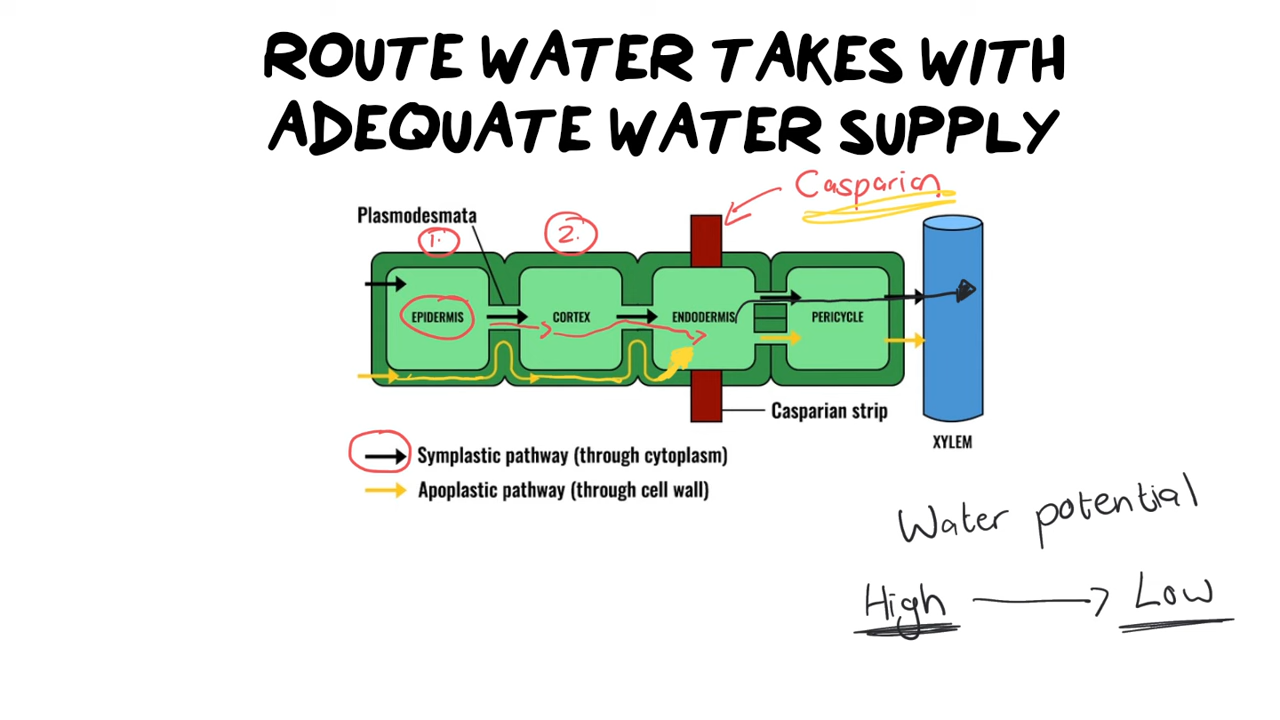 ROUTE WATER TAKES WITH
ADEQUATE WATER SUPPLY
Casparian
Plasmodesmata
1.
2.
EPIDERMIS
CORTEX
ENDODERMIS
PERICYCLE
Casparian strip
XYLEM
Symplastic pathway (through cytoplasm)
Apoplastic pathway (through cell wall)
Water potential
High → Low